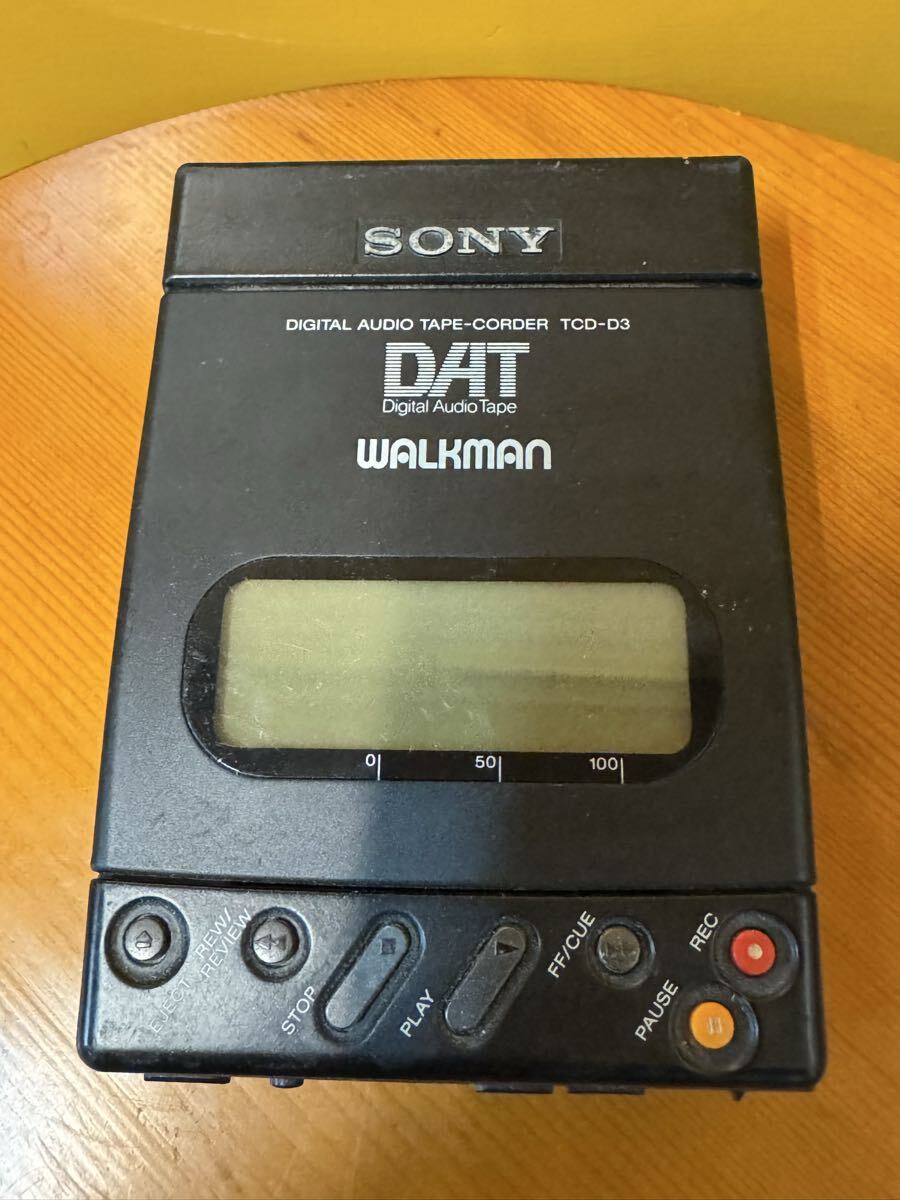 SONY
DIGITAL AUDIO TAPE-CORDER TCD-D3
DAT
Digital Audio Tape
WALKMAN
0 50 100
EJECT
REW/
REVIEW
STOP
PLAY
FF/CUE
PAUSE
REC